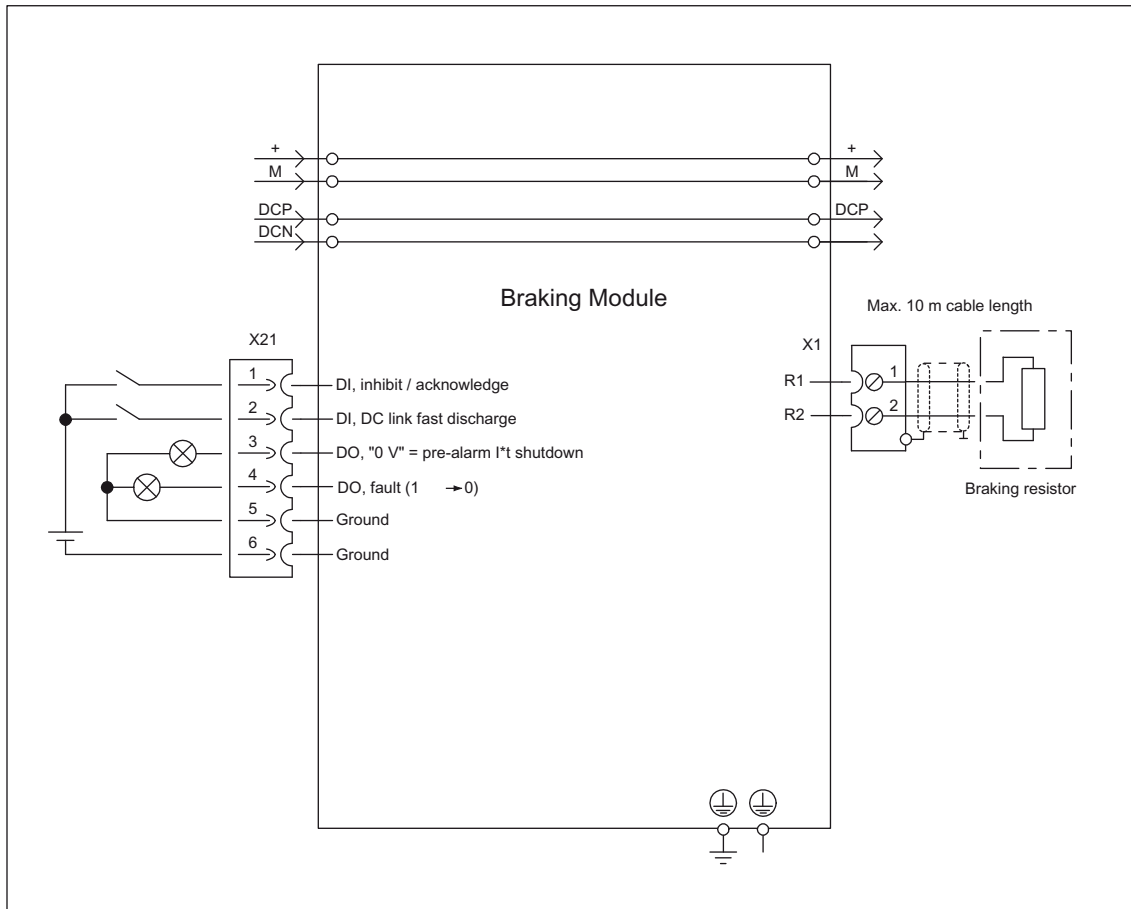 + +
M M
DCP DCP
DCN
Braking Module
Max. 10 m cable length
X21
X1
1 DI, inhibit / acknowledge
R1 1
2 DI, DC link fast discharge
R2 2
3 DO, "0 V" = pre-alarm I*t shutdown
4 DO, fault (1 →0)
Braking resistor
5 Ground
6 Ground